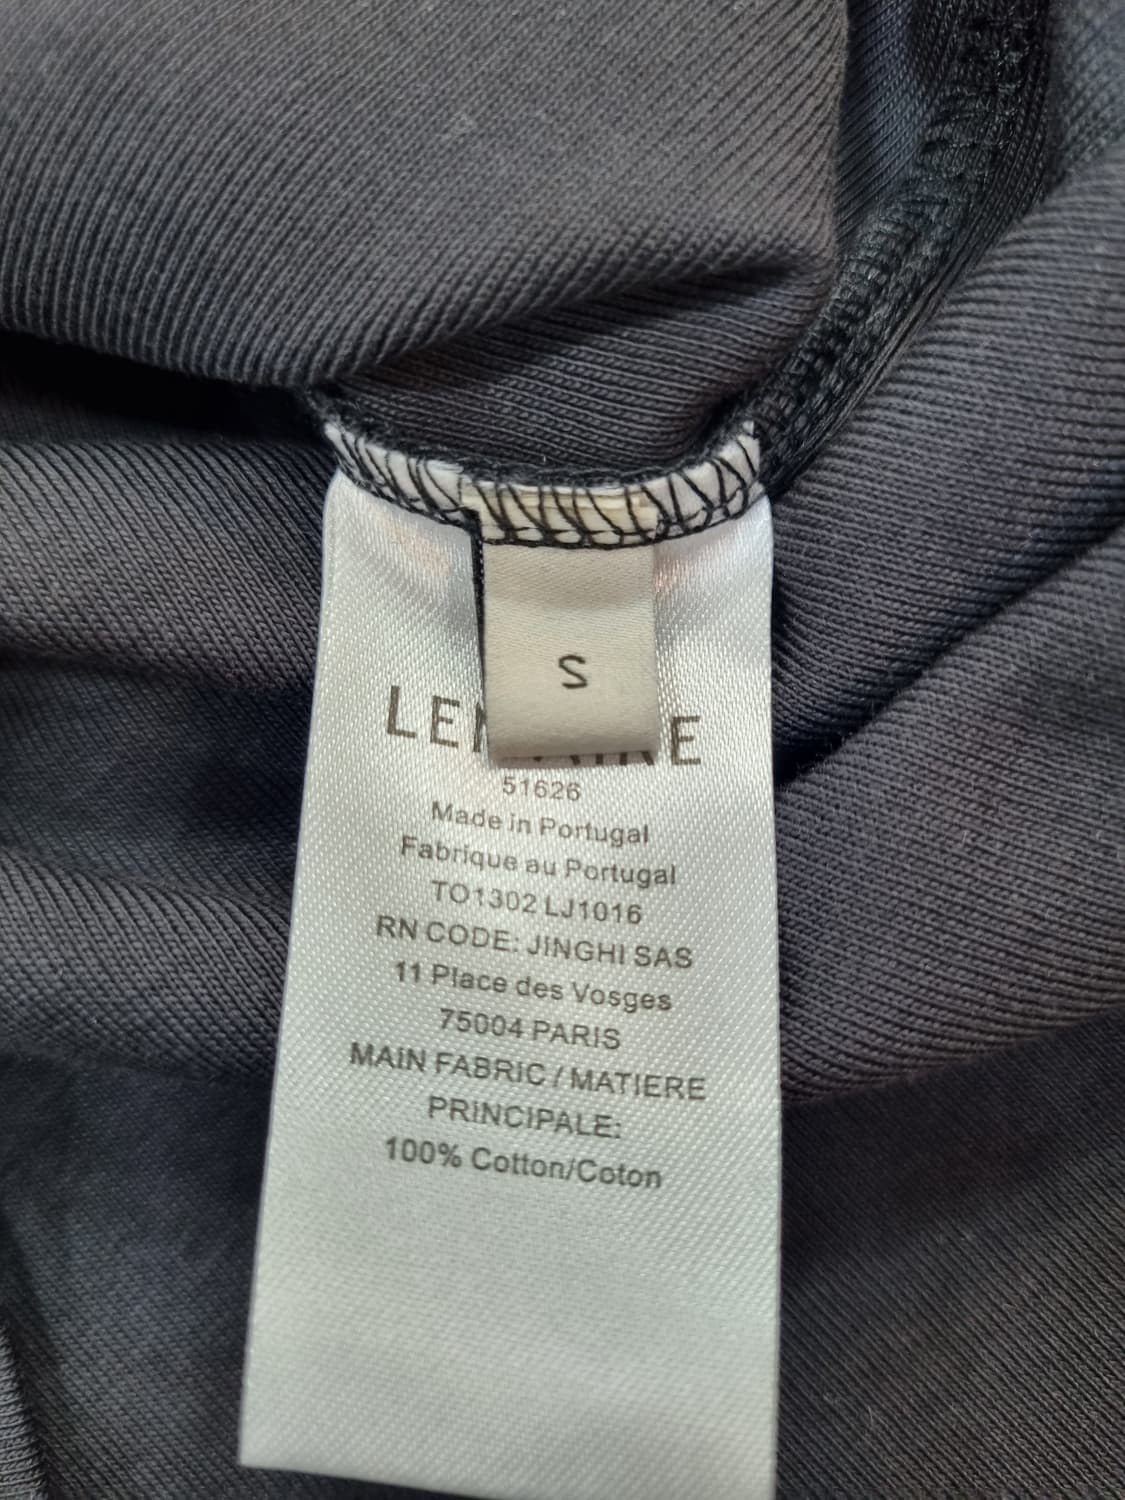 S
LEMAIRE
51626
Made in Portugal
Fabrique au Portugal
TO1302 LJ1016
RN CODE: JINGHI SAS
11 Place des Vosges
75004 PARIS
MAIN FABRIC / MATIERE
PRINCIPALE:
100% Cotton/Coton